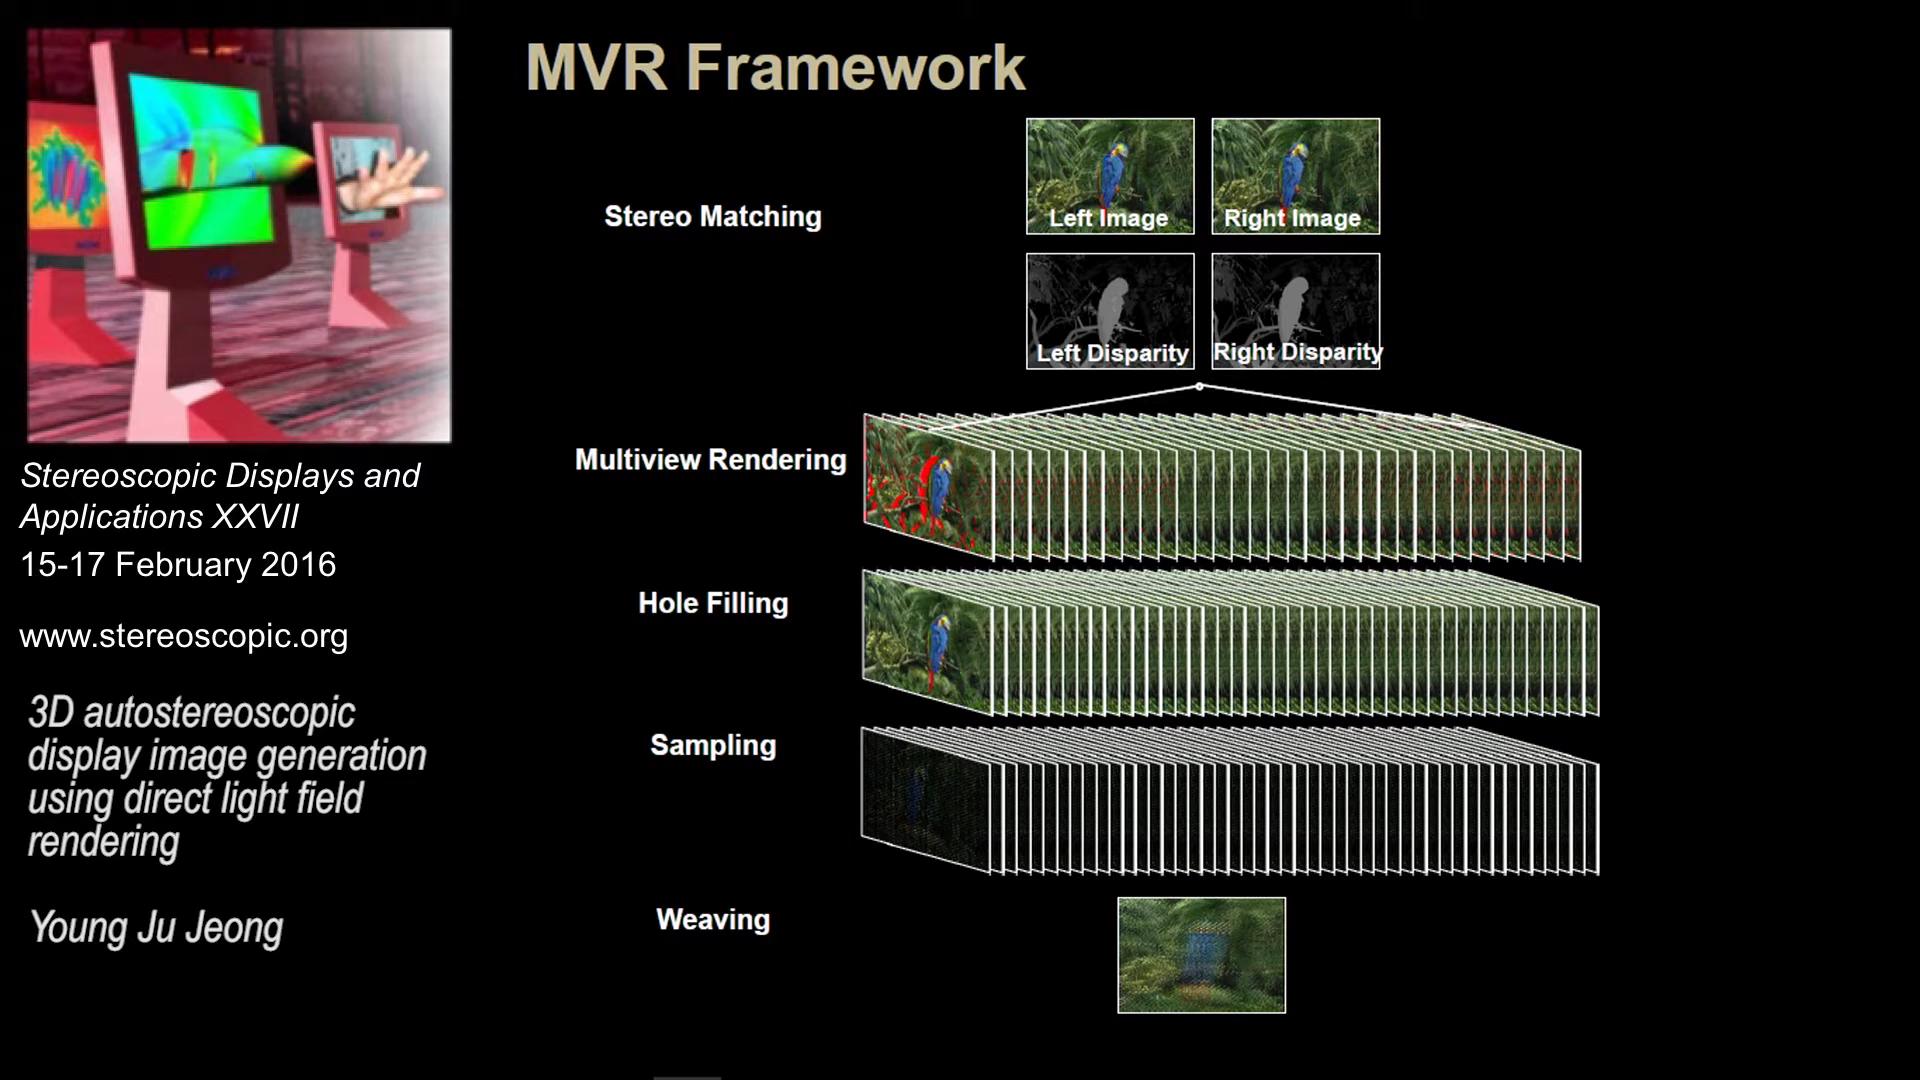 Stereoscopic Displays and
Applications XXVII
15-17 February 2016
www.stereoscopic.org
3D autostereoscopic
display image generation
using direct light field
rendering
Young Ju Jeong
MVR Framework
Stereo Matching
Left Image
Right Image
Left Disparity
Right Disparity
Multiview Rendering
Hole Filling
Sampling
Weaving